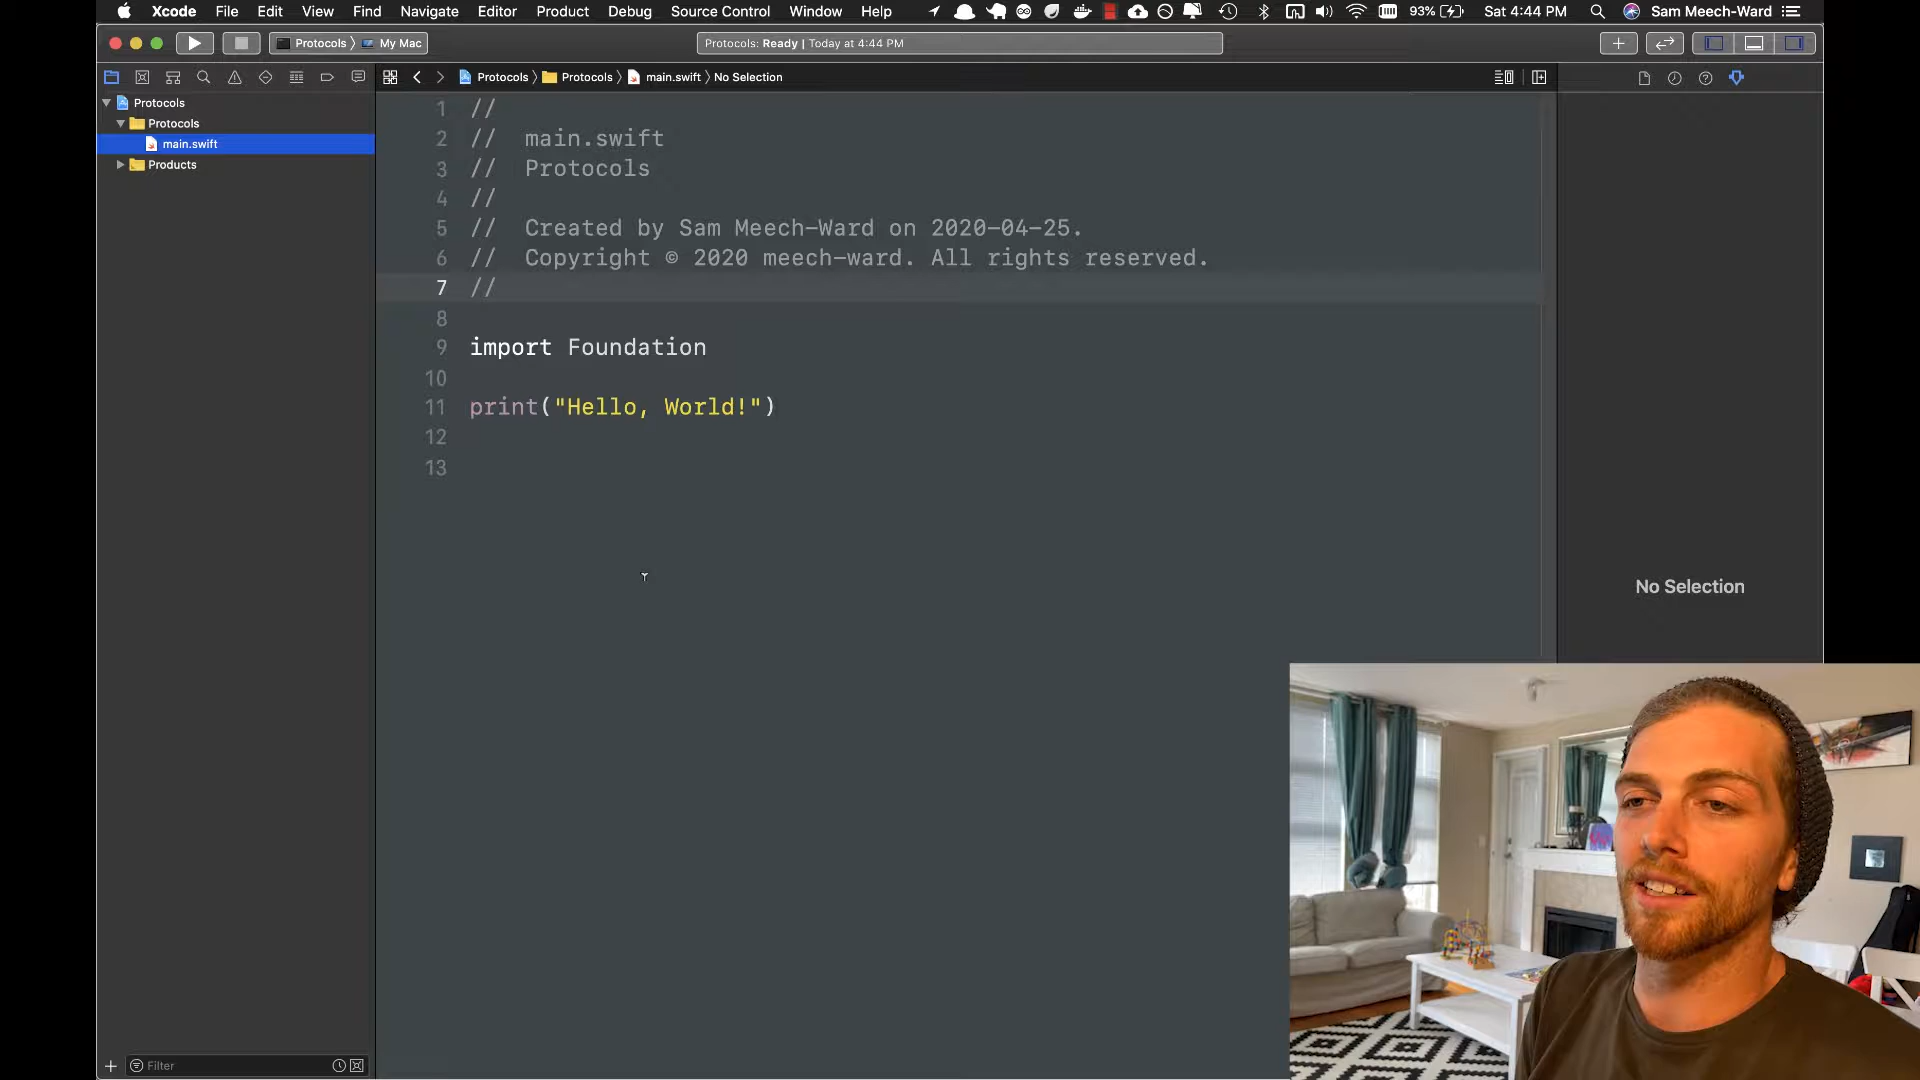 Xcode File Edit View Find Navigate Editor Product Debug Source Control Window Help 93% Sat 4:44 PM Sam Meech-Ward
Protocols My Mac
Protocols: Ready | Today at 4:44 PM
Protocols Protocols main.swift No Selection
Protocols
Protocols
main.swift
Products
1 //
2 // main.swift
3 // Protocols
4 //
5 // Created by Sam Meech-Ward on 2020-04-25.
6 // Copyright © 2020 meech-ward. All rights reserved.
7 //
8
9 import Foundation
10
11 print("Hello, World!")
12
13
No Selection
Filter